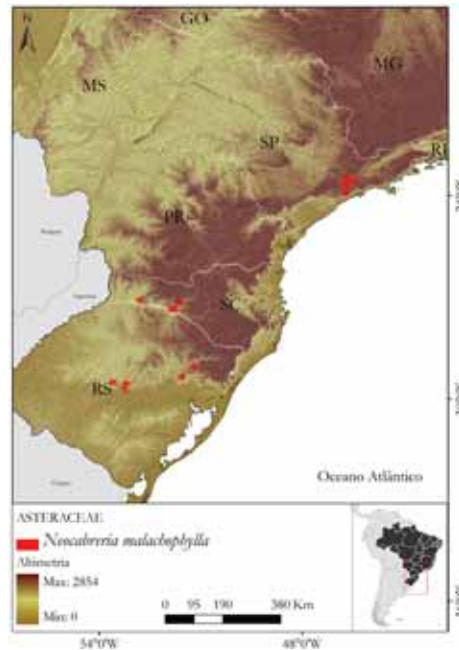 N
GO
MG
MS
SP
RJ
PR
SC
RS
Oceano Atlântico
ASTERACEAE
Neocabreria malachophylla
Altimetria
Max: 2854
Min: 0
0 95 190 380 Km
54°0'W 48°0'W